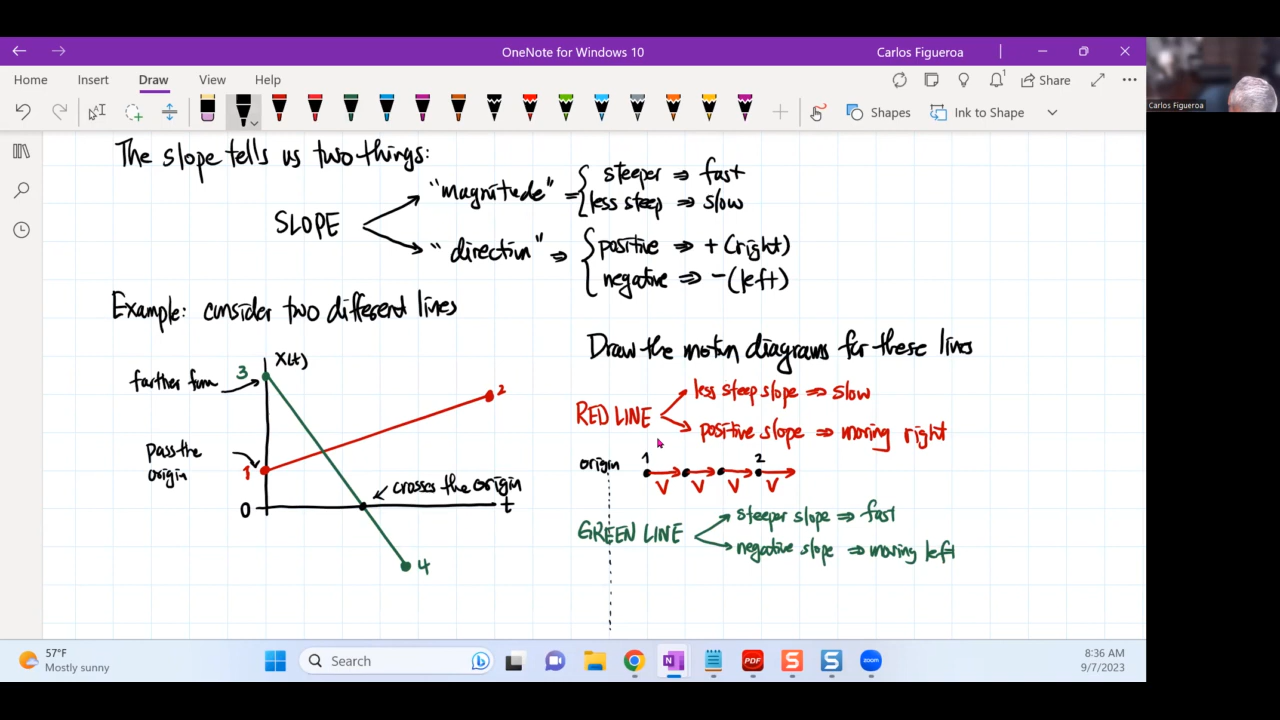 OneNote for Windows 10
Carlos Figueroa
Home Insert Draw View Help
Share
Shapes
Ink to Shape
Carlos Figueroa
The slope tells us two things:
SLOPE
"magnitude" = { steeper ⇒ fast
less steep ⇒ slow
"direction" ⇒ { positive ⇒ + (right)
negative ⇒ - (left)
Example: consider two different lines
Draw the motion diagrams for these lines
X(t)
3
farther from
2
pass the
origin
1
0
crosses the origin
t
4
RED LINE
less steep slope ⇒ slow
positive slope ⇒ moving right
origin
1 2
V V V V
GREEN LINE
steeper slope ⇒ fast
negative slope ⇒ moving left
57°F
Mostly sunny
Search
PDF
S
S
zoom
8:36 AM
9/7/2023